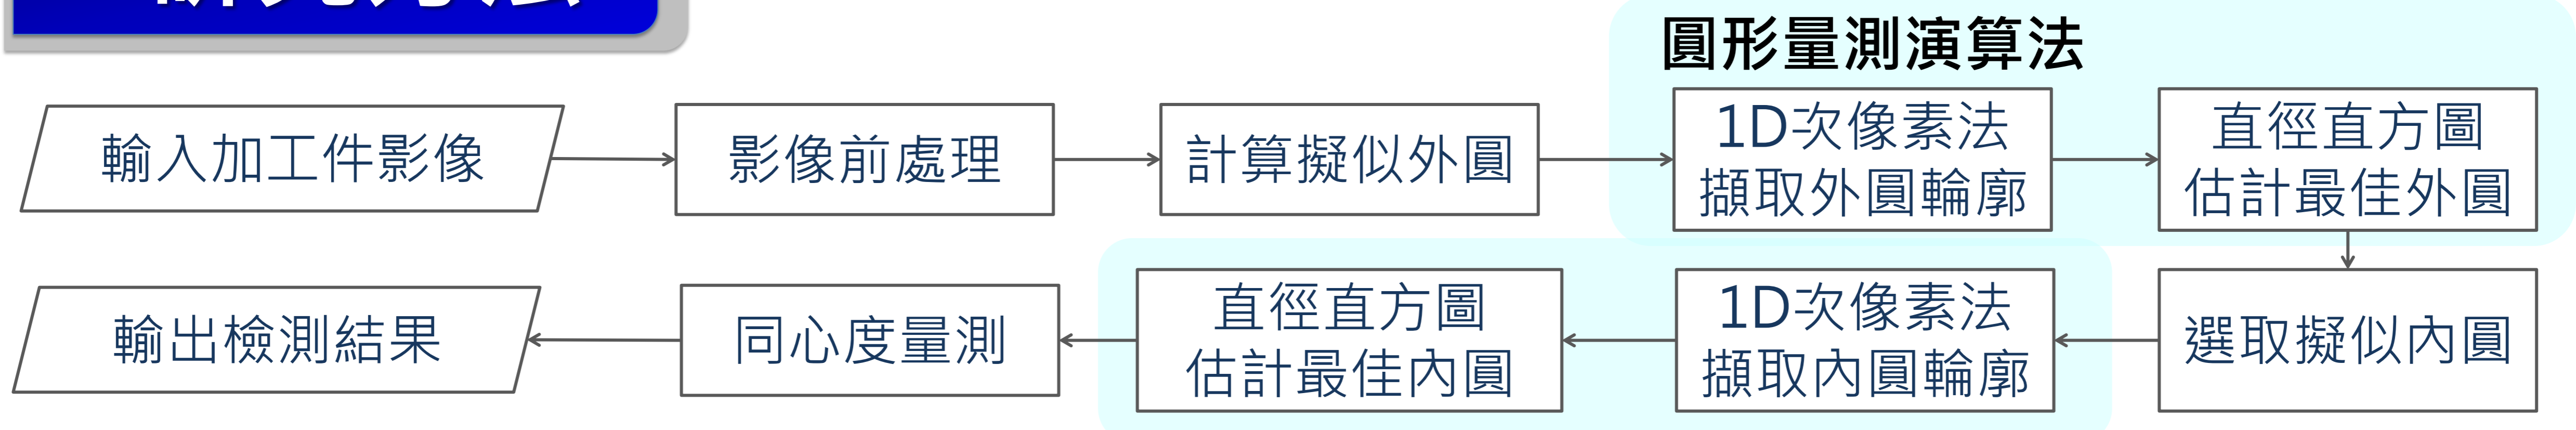 圓形量測演算法
輸入加工件影像
影像前處理
計算擬似外圓
1D次像素法
擷取外圓輪廓
直徑直方圖
估計最佳外圓
選取擬似內圓
1D次像素法
擷取內圓輪廓
直徑直方圖
估計最佳內圓
同心度量測
輸出檢測結果